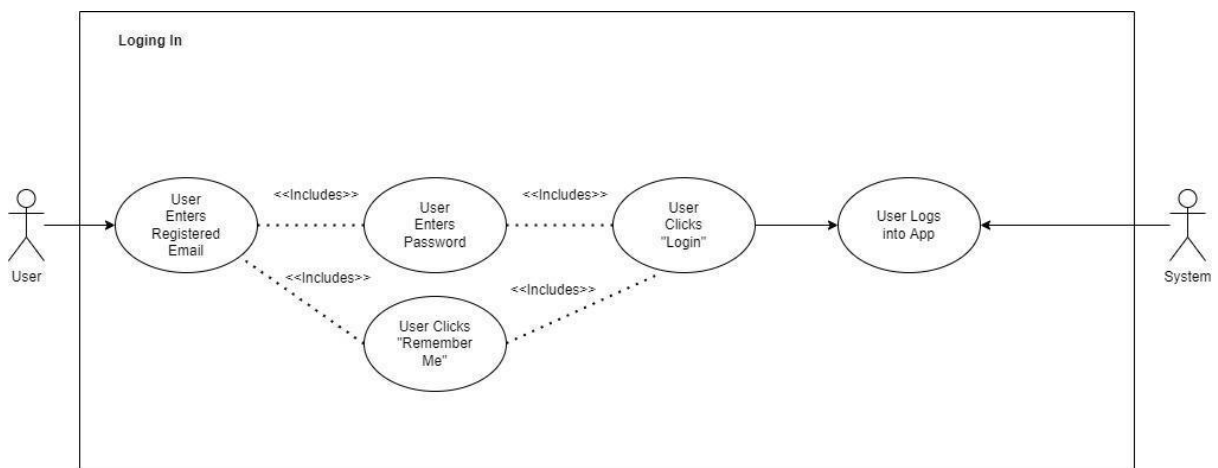 Loging In
User
Enters
Registered
Email
<<Includes>>
User
Enters
Password
<<Includes>>
User
Clicks
"Login"
User Logs
into App
User
System
<<Includes>>
<<Includes>>
User Clicks
"Remember
Me"